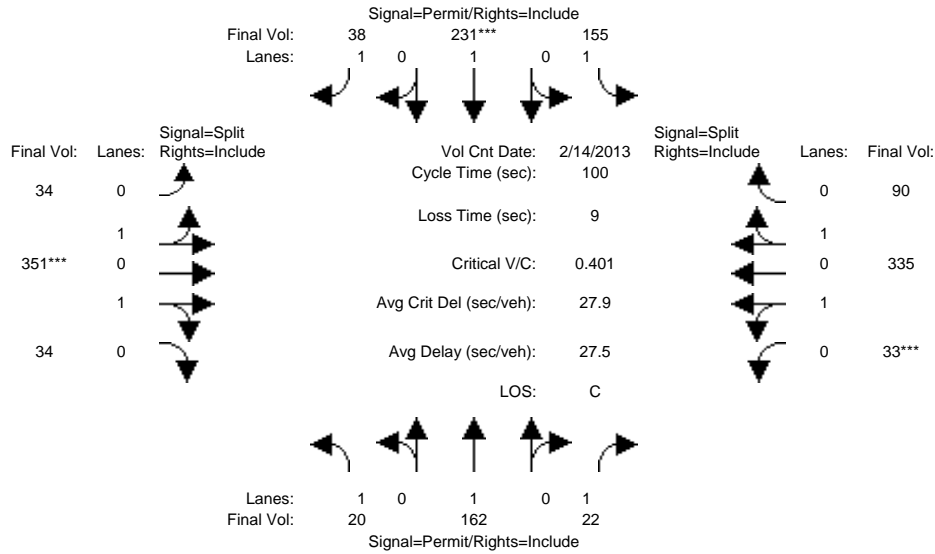 Signal=Permit/Rights=Include
Final Vol: 38 231*** 155
Lanes: 1 0 1 0 1
Signal=Split Signal=Split
Final Vol: Lanes: Rights=Include Vol Cnt Date: 2/14/2013 Rights=Include Lanes: Final Vol:
Cycle Time (sec): 100
34 0 0 90
Loss Time (sec): 9
1 1
351*** 0 Critical V/C: 0.401 0 335
1 Avg Crit Del (sec/veh): 27.9 1
34 0 Avg Delay (sec/veh): 27.5 0 33***
LOS: C
Lanes: 1 0 1 0 1
Final Vol: 20 162 22
Signal=Permit/Rights=Include